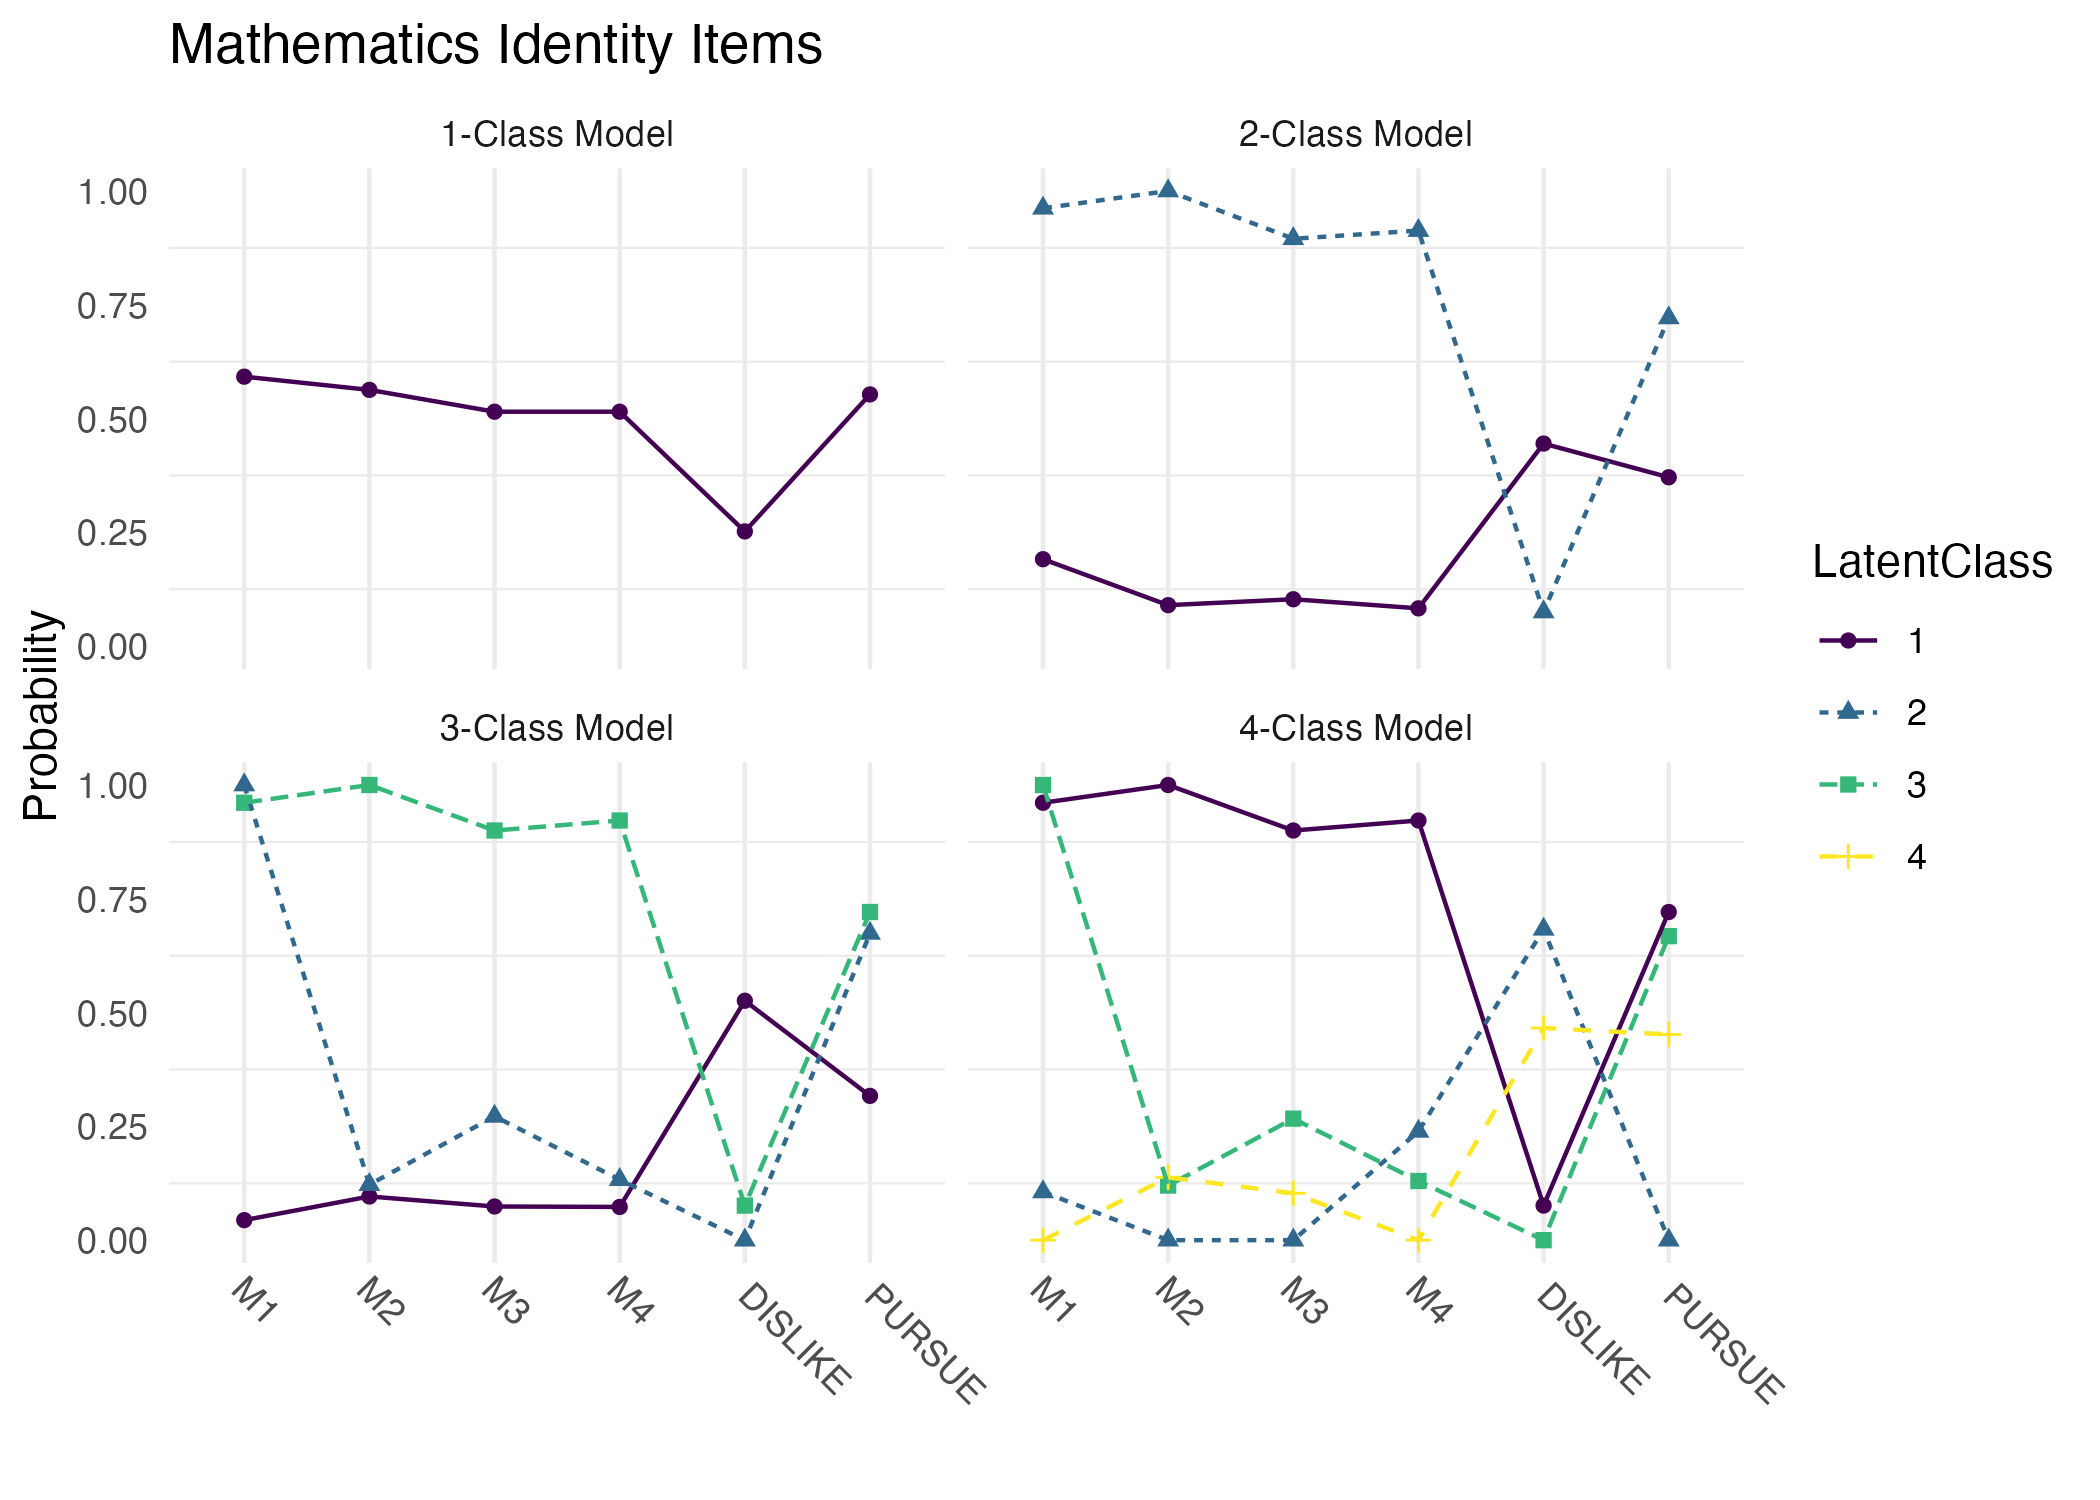 Mathematics Identity Items
1-Class Model
2-Class Model
1.00
0.75
0.50
0.25
0.00
Probability
3-Class Model
4-Class Model
1.00
0.75
0.50
0.25
0.00
M1
M2
M3
M4
DISLIKE
PURSUE
M1
M2
M3
M4
DISLIKE
PURSUE
LatentClass
1
2
3
4